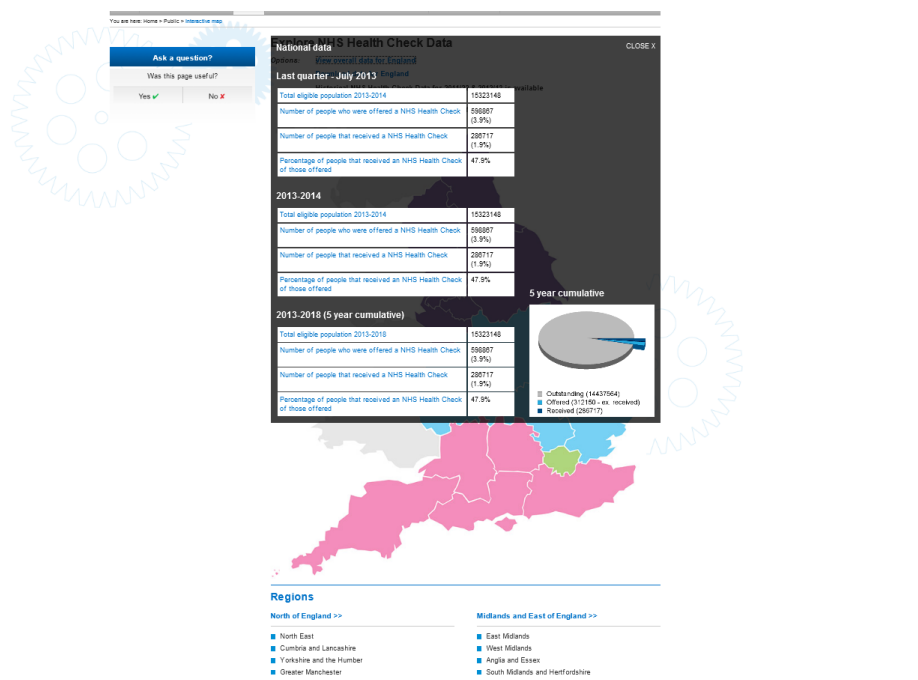 You are here: Home » Public » Interactive map
Ask a question?
Was this page useful?
Yes ✔ No ✘
Explore NHS Health Check Data
National data
CLOSE X
Options: View overall data for England
England
Last quarter - July 2013
available
Total eligible population 2013-2014 15323148
Number of people who were offered a NHS Health Check 598867
(3.9%)
Number of people that received a NHS Health Check 286717
(1.9%)
Percentage of people that received an NHS Health Check 47.9%
of those offered
2013-2014
Total eligible population 2013-2014 15323148
Number of people who were offered a NHS Health Check 598867
(3.9%)
Number of people that received a NHS Health Check 286717
(1.9%)
Percentage of people that received an NHS Health Check 47.9%
of those offered
2013-2018 (5 year cumulative)
Total eligible population 2013-2018 15323148
Number of people who were offered a NHS Health Check 598867
(3.9%)
Number of people that received a NHS Health Check 286717
(1.9%)
Percentage of people that received an NHS Health Check 47.9%
of those offered
5 year cumulative
Outstanding (14437564)
Offered (312150 - ex. received)
Received (286717)
Regions
North of England >>
North East
Cumbria and Lancashire
Yorkshire and the Humber
Greater Manchester
Midlands and East of England >>
East Midlands
West Midlands
Anglia and Essex
South Midlands and Hertfordshire